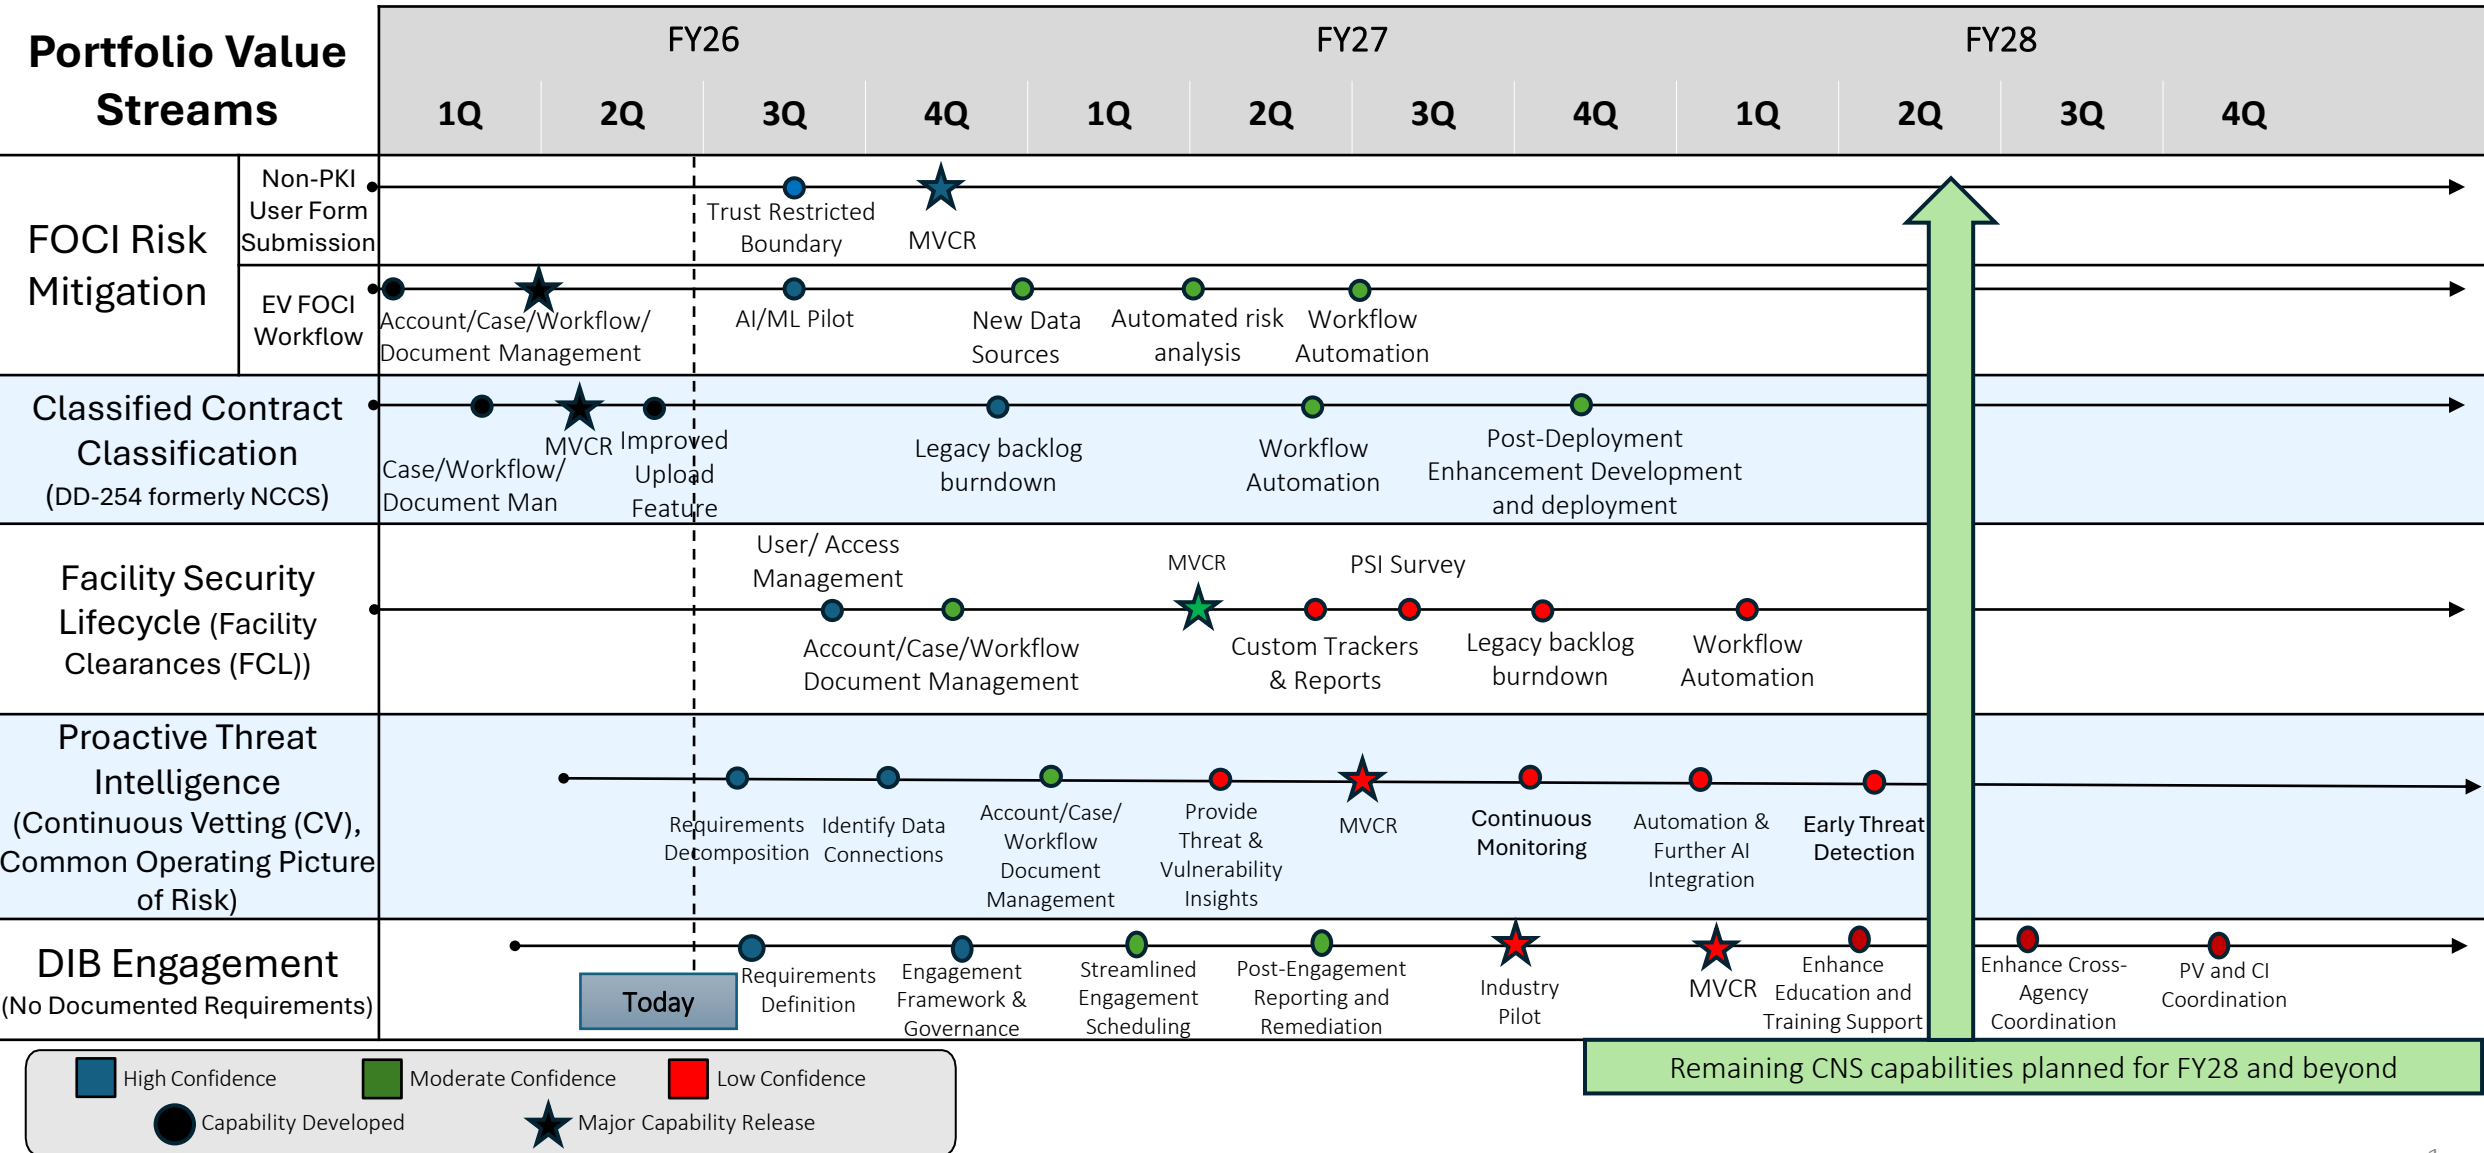 Portfolio Value
Streams
FY26
FY27
FY28
1Q
2Q
3Q
4Q
1Q
2Q
3Q
4Q
1Q
2Q
3Q
4Q
FOCI Risk
Mitigation
Non-PKI
User Form
Submission
Trust Restricted
Boundary
MVCR
EV FOCI
Workflow
Account/Case/Workflow/
Document Management
AI/ML Pilot
New Data
Sources
Automated risk
analysis
Workflow
Automation
Classified Contract
Classification
(DD-254 formerly NCCS)
Case/Workflow/
Document Man
MVCR
Improved
Upload
Feature
Legacy backlog
burndown
Workflow
Automation
Post-Deployment
Enhancement Development
and deployment
Facility Security
Lifecycle (Facility
Clearances (FCL))
User/ Access
Management
Account/Case/Workflow
Document Management
MVCR
Custom Trackers
& Reports
PSI Survey
Legacy backlog
burndown
Workflow
Automation
Proactive Threat
Intelligence
(Continuous Vetting (CV),
Common Operating Picture
of Risk)
Requirements
Decomposition
Identify Data
Connections
Account/Case/
Workflow
Document
Management
Provide
Threat &
Vulnerability
Insights
MVCR
Continuous
Monitoring
Automation &
Further AI
Integration
Early Threat
Detection
DIB Engagement
(No Documented Requirements)
Today
Requirements
Definition
Engagement
Framework &
Governance
Streamlined
Engagement
Scheduling
Post-Engagement
Reporting and
Remediation
Industry
Pilot
MVCR
Enhance
Education and
Training Support
Enhance Cross-
Agency
Coordination
PV and CI
Coordination
Remaining CNS capabilities planned for FY28 and beyond
High Confidence
Moderate Confidence
Low Confidence
Capability Developed
Major Capability Release